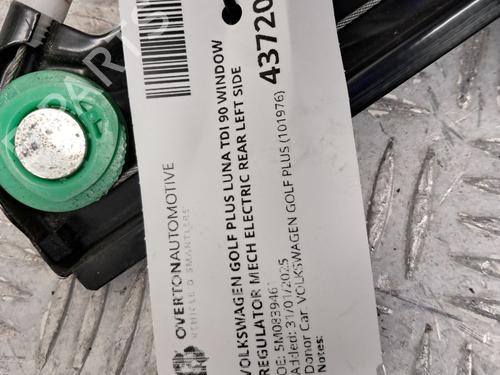 OVERTONAUTOMOTIVE
VEHICLE DISMANTLERS
VOLKSWAGEN GOLF PLUS LUNA TDI 90 WINDOW
REGULATOR MECH ELECTRIC REAR LEFT SIDE
43720
OE: 5M0839461
Added: 31/01/2025
Donor Car: VOLKSWAGEN GOLF PLUS (101976)
Notes: